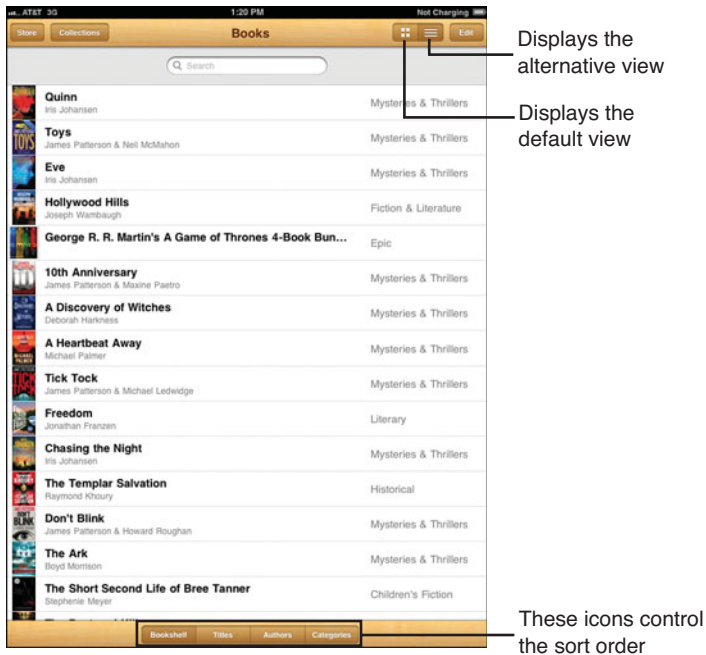 AT&T 3G 1:20 PM Not Charging
Store Collections Books Edit
Search
Quinn
Iris Johansen
Mysteries & Thrillers
Toys
James Patterson & Neil McMahon
Mysteries & Thrillers
Eve
Iris Johansen
Mysteries & Thrillers
Hollywood Hills
Joseph Wambaugh
Fiction & Literature
George R. R. Martin's A Game of Thrones 4-Book Bun...
Epic
10th Anniversary
James Patterson & Maxine Paetro
Mysteries & Thrillers
A Discovery of Witches
Deborah Harkness
Mysteries & Thrillers
A Heartbeat Away
Michael Palmer
Mysteries & Thrillers
Tick Tock
James Patterson & Michael Ledwidge
Mysteries & Thrillers
Freedom
Jonathan Franzen
Literary
Chasing the Night
Iris Johansen
Mysteries & Thrillers
The Templar Salvation
Raymond Khoury
Historical
Don't Blink
James Patterson & Howard Roughan
Mysteries & Thrillers
The Ark
Boyd Morrison
Mysteries & Thrillers
The Short Second Life of Bree Tanner
Stephenie Meyer
Children's Fiction
Bookshelf Titles Authors Categories
Displays the
alternative view
Displays the
default view
These icons control
the sort order